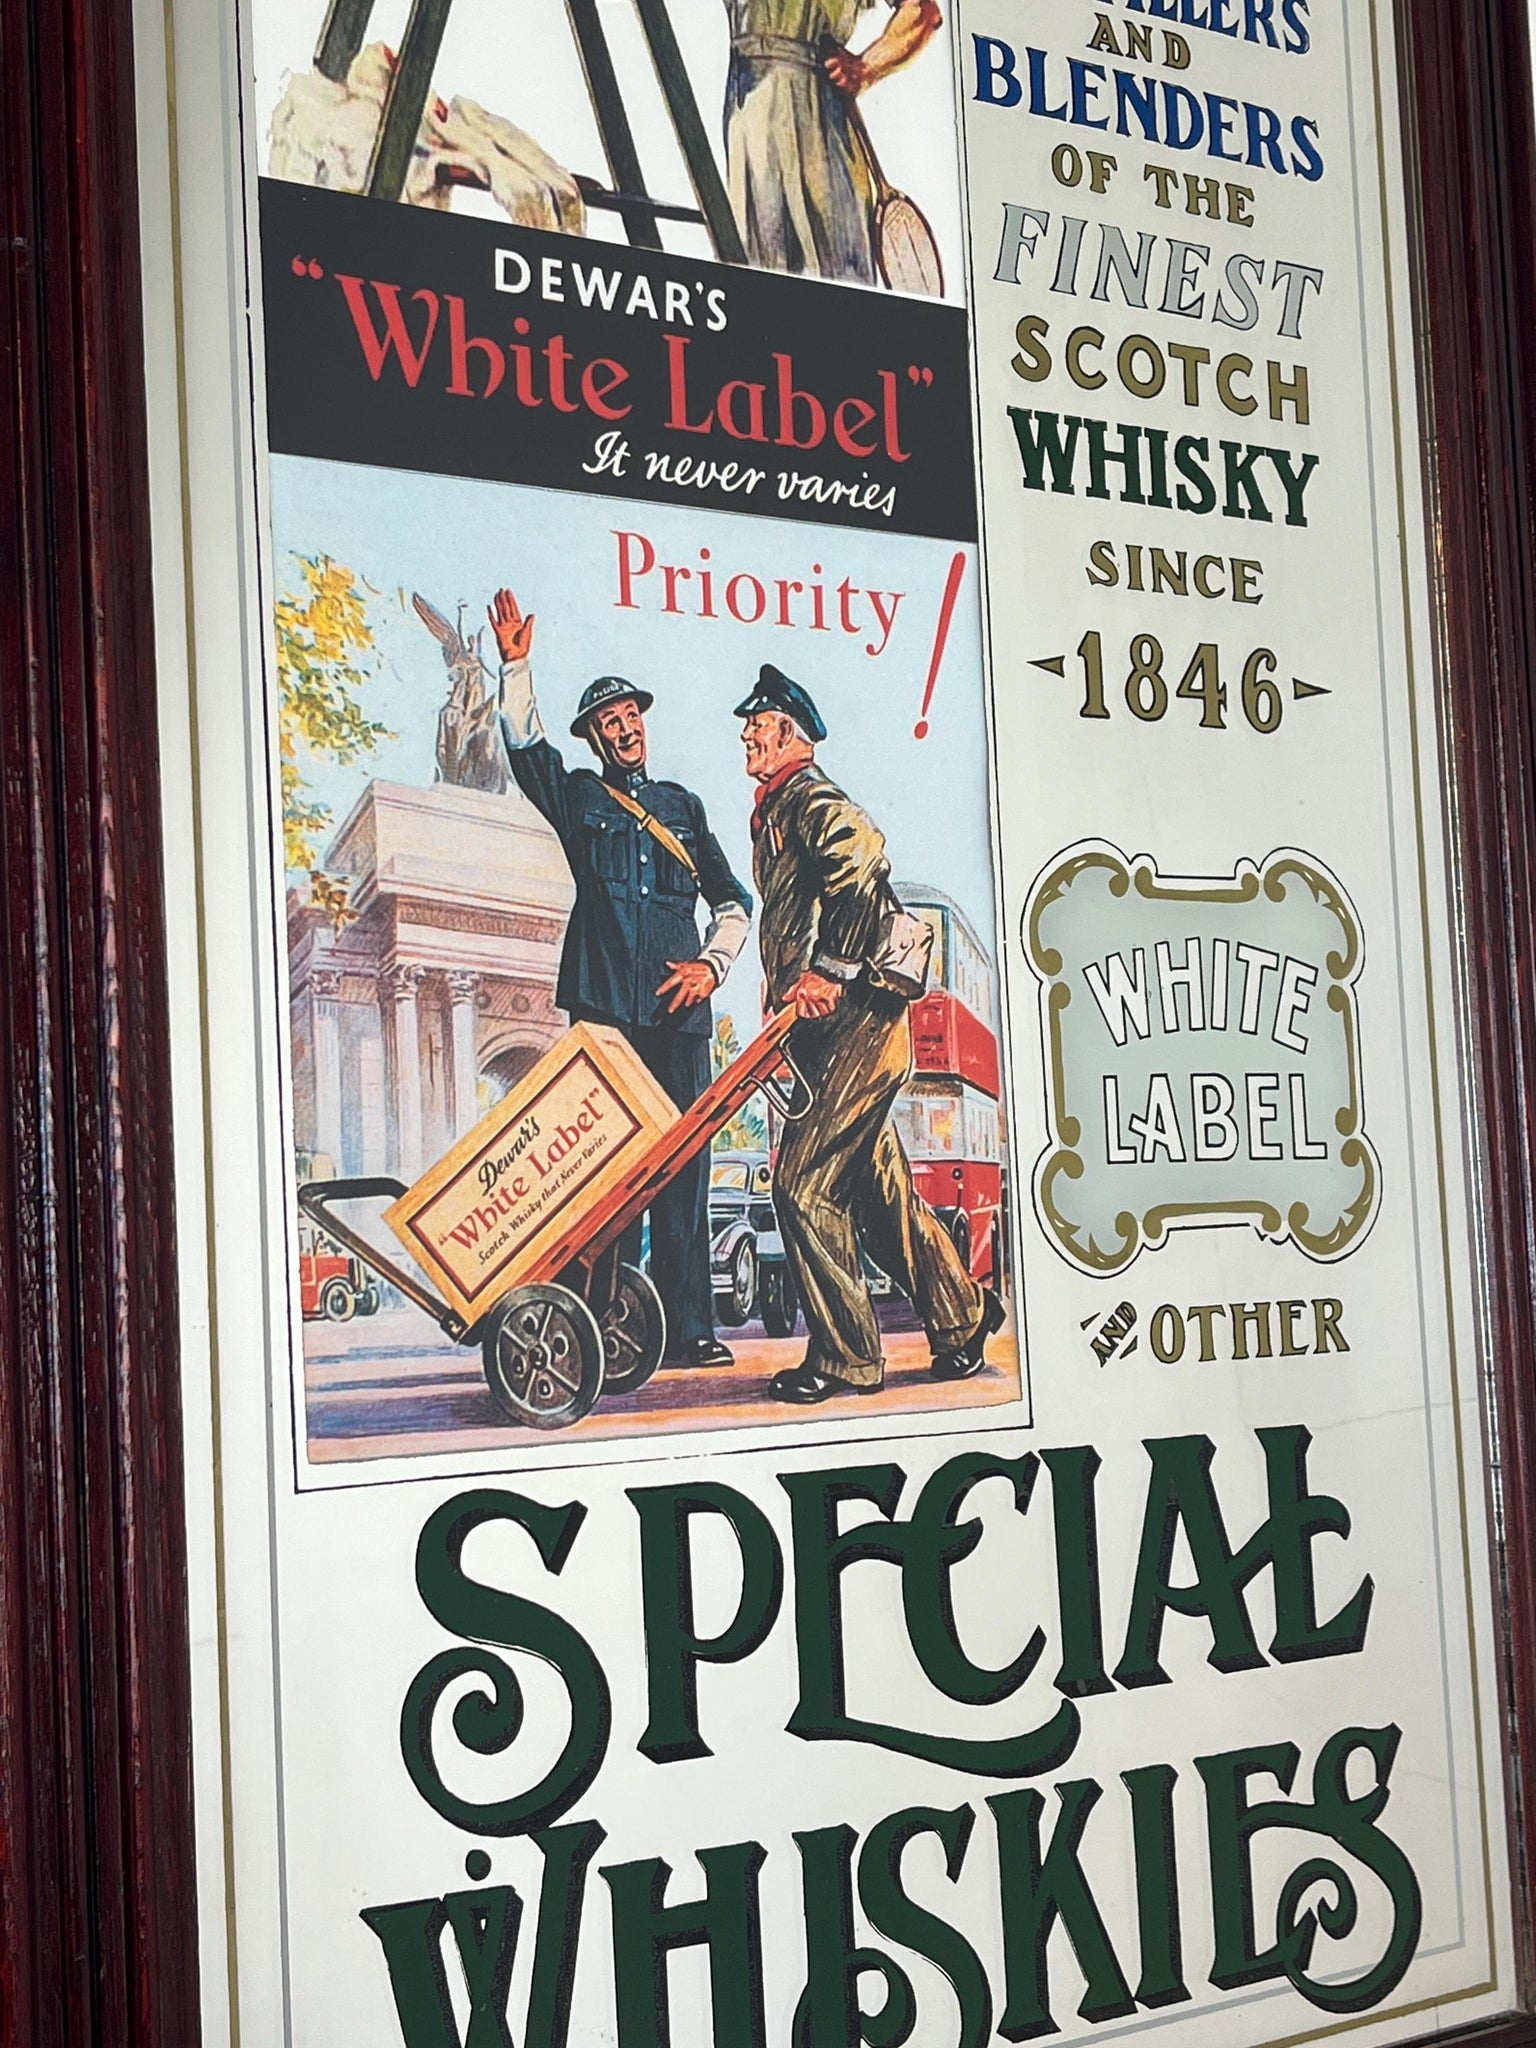 DEWAR'S
"White Label"
It never varies
Priority!
POLICE
Dewar's
"White Label"
Scotch Whisky that Never Varies
AND
BLENDERS
OF THE
FINEST
SCOTCH
WHISKY
SINCE
-1846-
WHITE
LABEL
AND OTHER
SPECIAL
WHISKIES